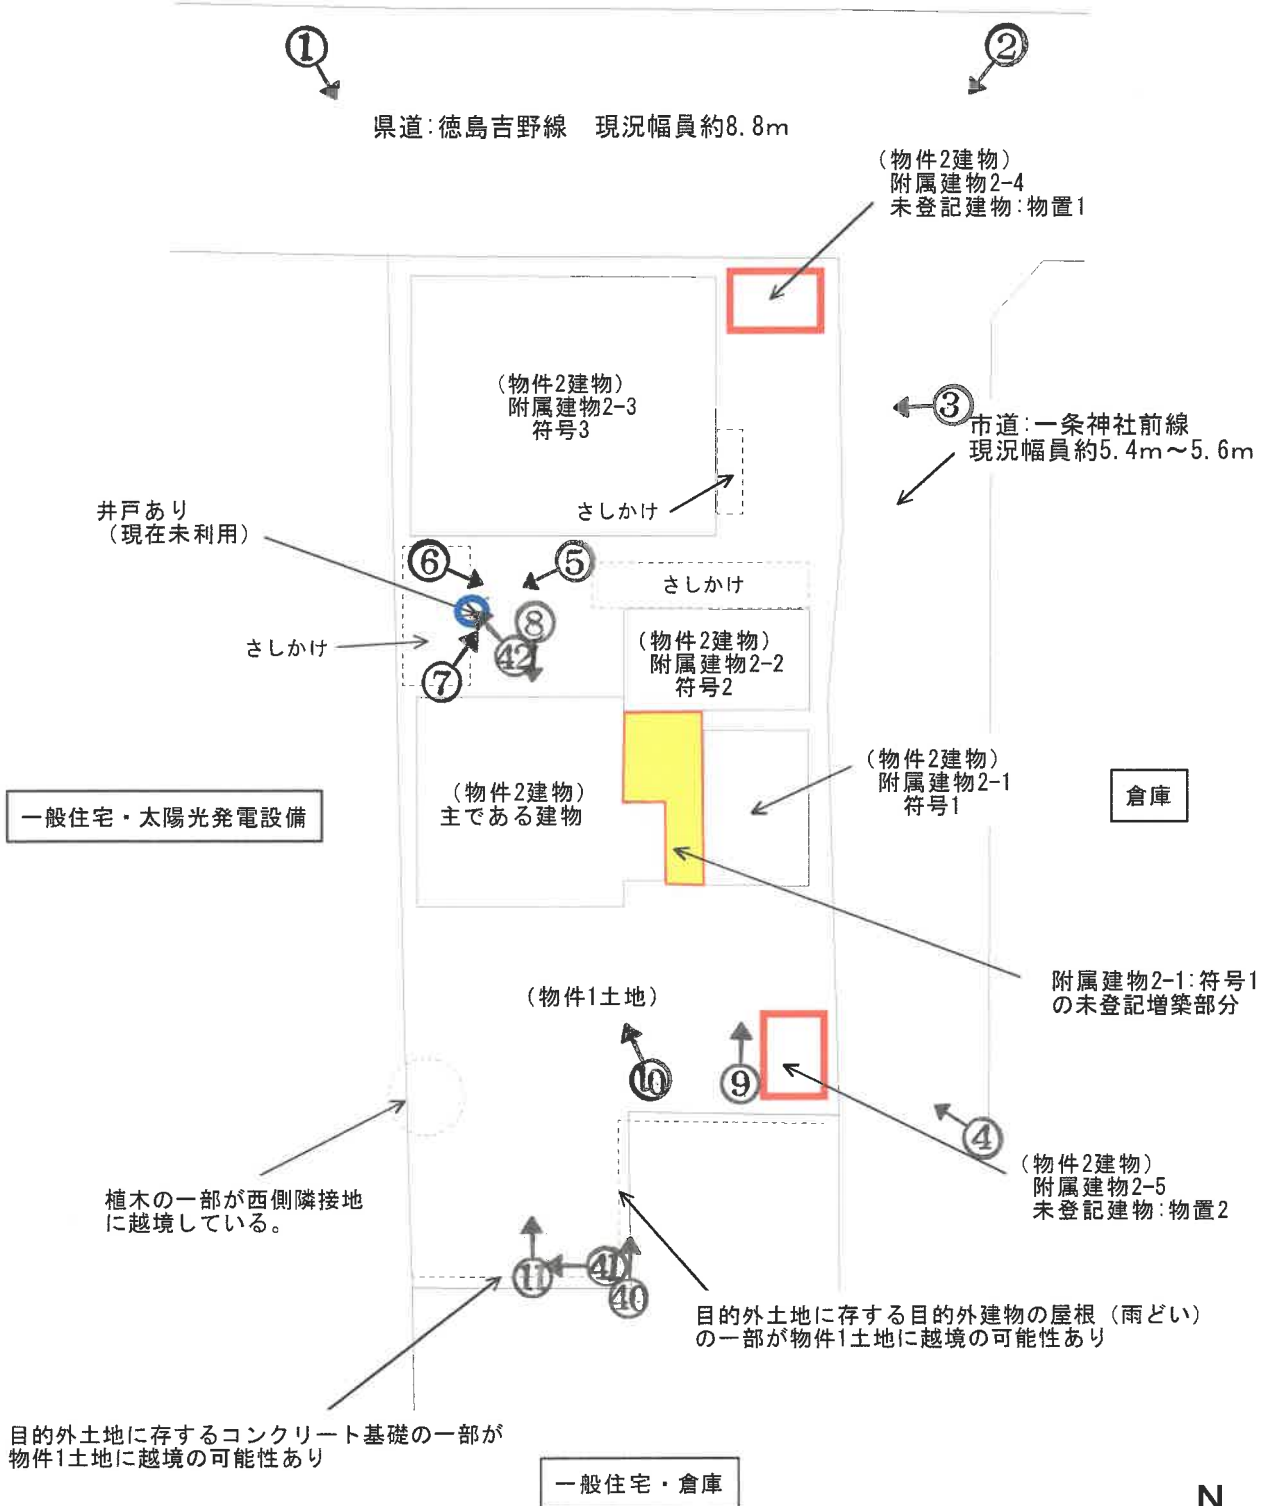 ①
②
県道:徳島吉野線　現況幅員約8.8m
(物件2建物)
附属建物2-4
未登記建物:物置1
(物件2建物)
附属建物2-3
符号3
③
市道:一条神社前線
現況幅員約5.4m～5.6m
さしかけ
井戸あり
(現在未利用)
⑥
⑤
さしかけ
⑧
さしかけ
㊷
⑦
(物件2建物)
附属建物2-2
符号2
(物件2建物)
主である建物
(物件2建物)
附属建物2-1
符号1
一般住宅・太陽光発電設備
倉庫
附属建物2-1:符号1
の未登記増築部分
(物件1土地)
⑩
⑨
④
(物件2建物)
附属建物2-5
未登記建物:物置2
植木の一部が西側隣接地
に越境している。
⑪
㊶
㊵
目的外土地に存する目的外建物の屋根（雨どい）
の一部が物件1土地に越境の可能性あり
目的外土地に存するコンクリート基礎の一部が
物件1土地に越境の可能性あり
一般住宅・倉庫
N